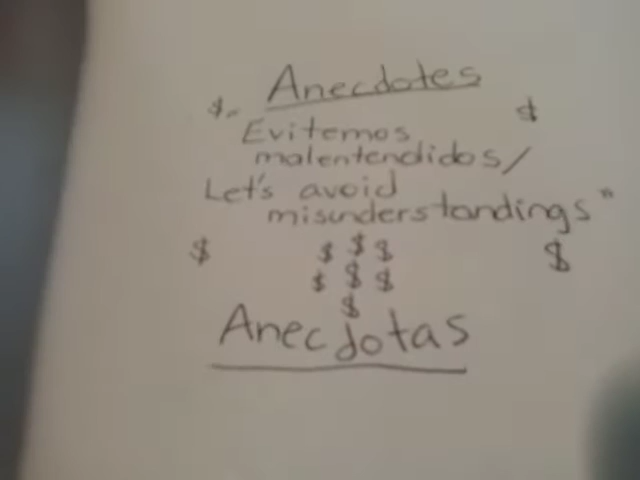 Anecdotes
$- $
Evitemos
malentendidos/
Let's avoid
misunderstandings"
$ $ $ $ $
$ $ $
$
Anecdotas